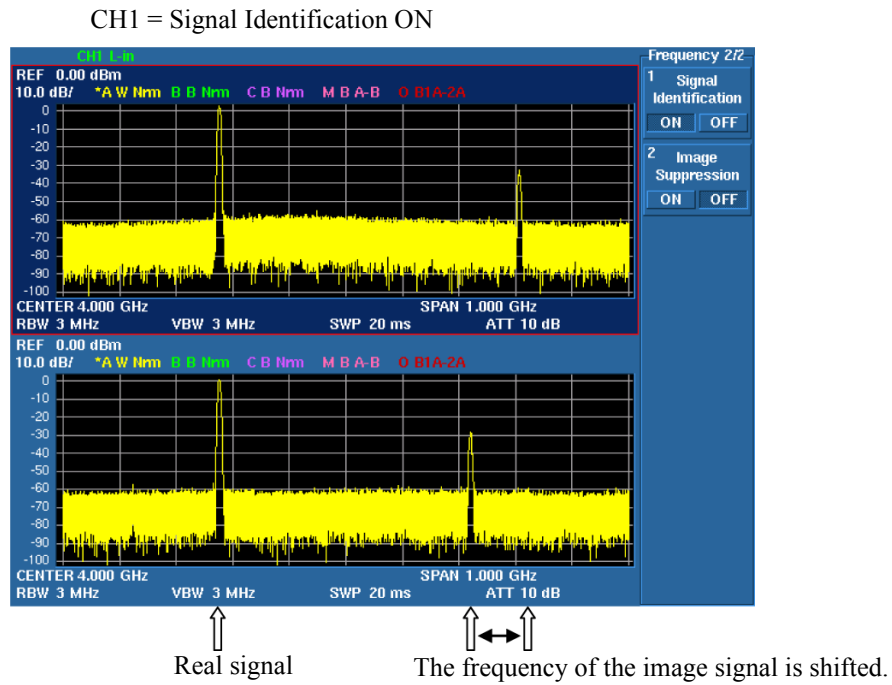 CH1 = Signal Identification ON
CH1 L-in
REF 0.00 dBm
10.0 dB/ *A W Nrm B B Nrm C B Nrm M B A-B O B1A-2A
0
-10
-20
-30
-40
-50
-60
-70
-80
-90
-100
CENTER 4.000 GHz SPAN 1.000 GHz
RBW 3 MHz VBW 3 MHz SWP 20 ms ATT 10 dB
REF 0.00 dBm
10.0 dB/ *A W Nrm B B Nrm C B Nrm M B A-B O B1A-2A
0
-10
-20
-30
-40
-50
-60
-70
-80
-90
-100
CENTER 4.000 GHz SPAN 1.000 GHz
RBW 3 MHz VBW 3 MHz SWP 20 ms ATT 10 dB
Frequency 2/2
1 Signal
Identification
ON OFF
2 Image
Suppression
ON OFF
Real signal
The frequency of the image signal is shifted.